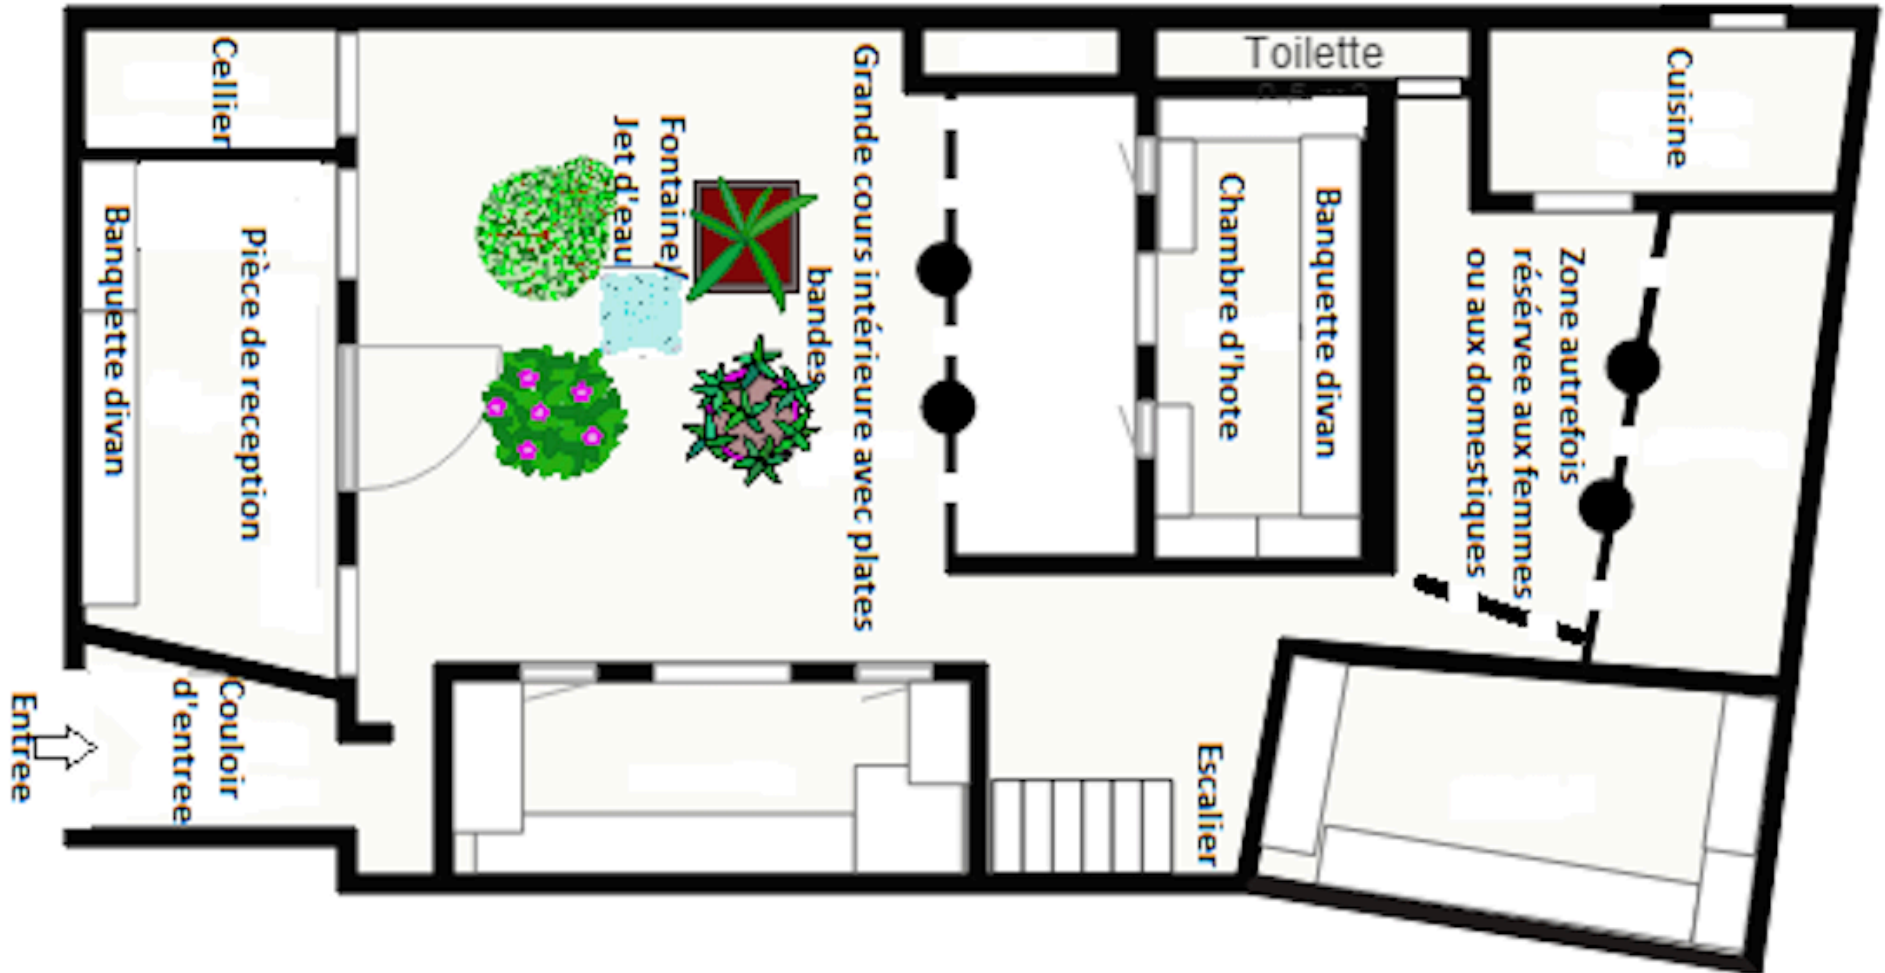 Toilette
Cuisine
Zone autrefois
résérvee aux femmes
ou aux domestiques
Banquette divan
Chambre d'hote
Escalier
Grande cours intérieure avec plates
bandes
Fontaine/
Jet d'eau
Cellier
Pièce de reception
Banquette divan
Couloir
d'entree
Entree